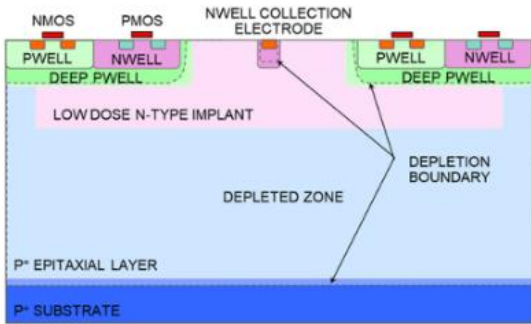 NMOS
PMOS
NWELL COLLECTION
ELECTRODE
PWELL
NWELL
DEEP PWELL
PWELL
NWELL
DEEP PWELL
LOW DOSE N-TYPE IMPLANT
DEPLETION
BOUNDARY
DEPLETED ZONE
P⁻ EPITAXIAL LAYER
P⁺ SUBSTRATE